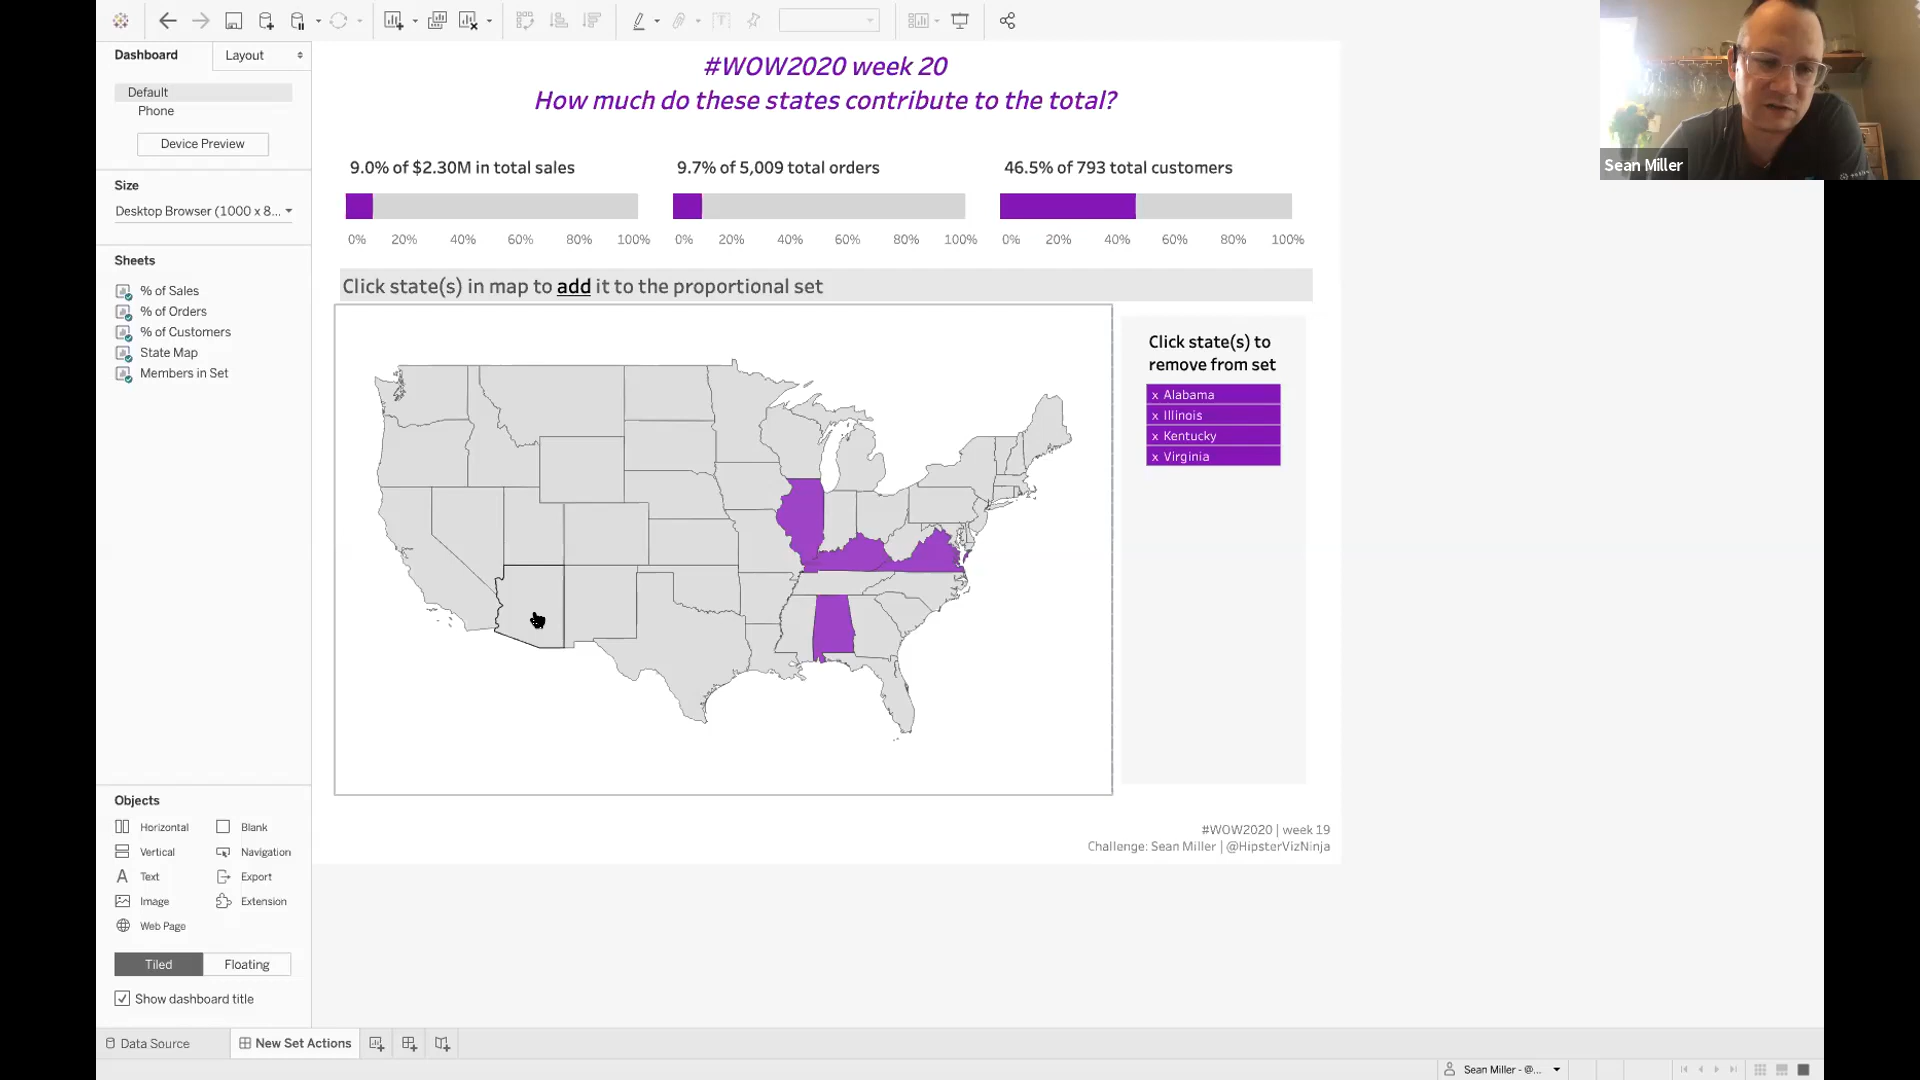 Dashboard
Layout
Default
Phone
Device Preview
Size
Desktop Browser (1000 x 8...
Sheets
% of Sales
% of Orders
% of Customers
State Map
Members in Set
#WOW2020 week 20
How much do these states contribute to the total?
9.0% of $2.30M in total sales
0% 20% 40% 60% 80% 100%
9.7% of 5,009 total orders
0% 20% 40% 60% 80% 100%
46.5% of 793 total customers
0% 20% 40% 60% 80% 100%
Click state(s) in map to add it to the proportional set
Click state(s) to
remove from set
x Alabama
x Illinois
x Kentucky
x Virginia
#WOW2020 | week 19
Challenge: Sean Miller | @HipsterVizNinja
Sean Miller
Objects
Horizontal
Blank
Vertical
Navigation
Text
Export
Image
Extension
Web Page
Tiled
Floating
Show dashboard title
Data Source
New Set Actions
Sean Miller - @...